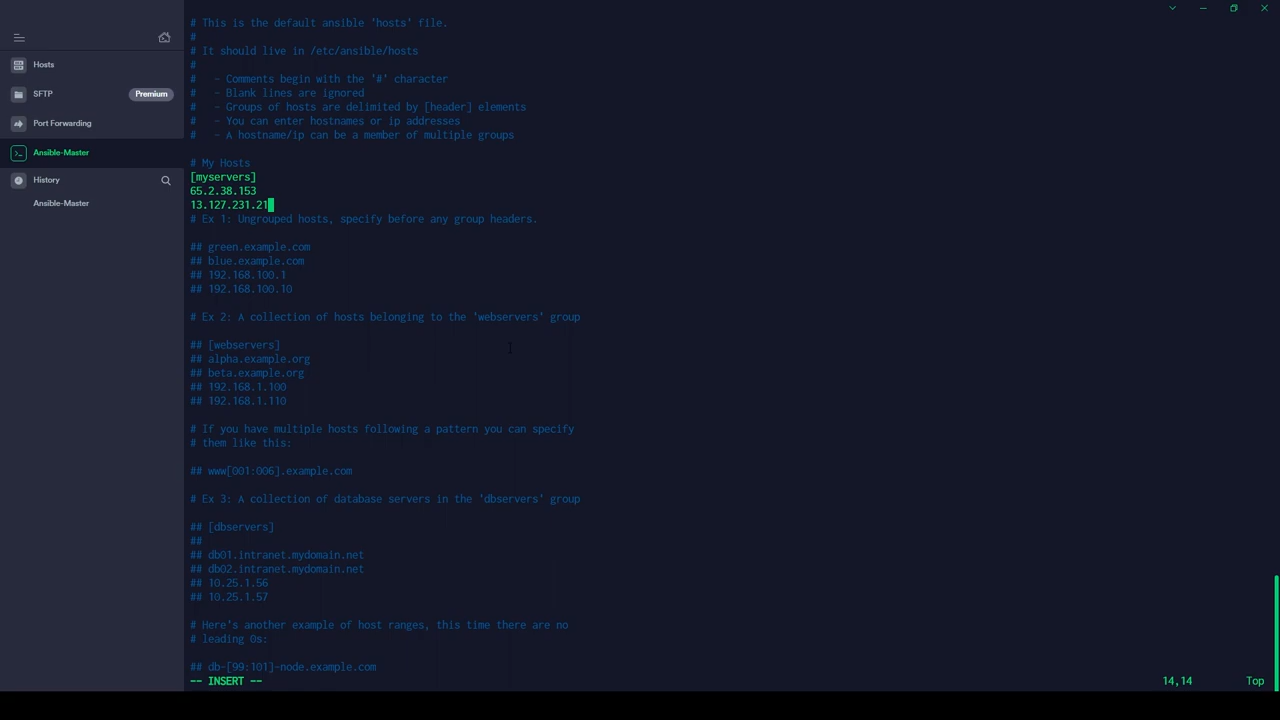 Hosts
SFTP Premium
Port Forwarding
Ansible-Master
History
Ansible-Master
# This is the default ansible 'hosts' file.
#
# It should live in /etc/ansible/hosts
#
#   - Comments begin with the '#' character
#   - Blank lines are ignored
#   - Groups of hosts are delimited by [header] elements
#   - You can enter hostnames or ip addresses
#   - A hostname/ip can be a member of multiple groups
# My Hosts
[myservers]
65.2.38.153
13.127.231.21
# Ex 1: Ungrouped hosts, specify before any group headers.
## green.example.com
## blue.example.com
## 192.168.100.1
## 192.168.100.10
# Ex 2: A collection of hosts belonging to the 'webservers' group
## [webservers]
## alpha.example.org
## beta.example.org
## 192.168.1.100
## 192.168.1.110
# If you have multiple hosts following a pattern you can specify
# them like this:
## www[001:006].example.com
# Ex 3: A collection of database servers in the 'dbservers' group
## [dbservers]
##
## db01.intranet.mydomain.net
## db02.intranet.mydomain.net
## 10.25.1.56
## 10.25.1.57
# Here's another example of host ranges, this time there are no
# leading 0s:
## db-[99:101]-node.example.com
-- INSERT -- 14,14 Top